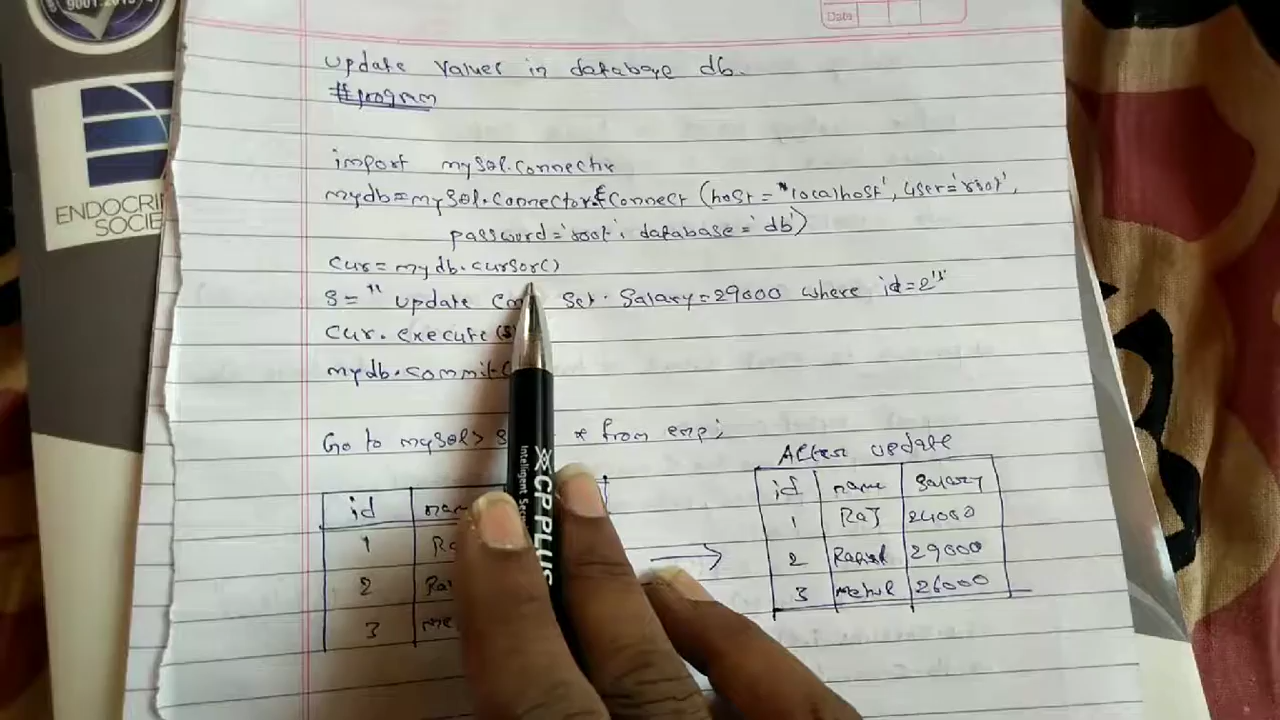 9001:2015
Data
update values in database db.
#program
import mysql.connector
mydb=mysql.connector.connect (host='localhost', user='root',
password='root', database='db')
cur=mydb.cursor()
s=" update set salary=29000 where id=2"
cur.execute(s
mydb.commit(
Go to mysql> * from emp;
After update
id
1
2
3
id name salary
1 Raj 24000
2 29000
3 mehul 26000
ENDOCRI
SOCIE
CP PLUS